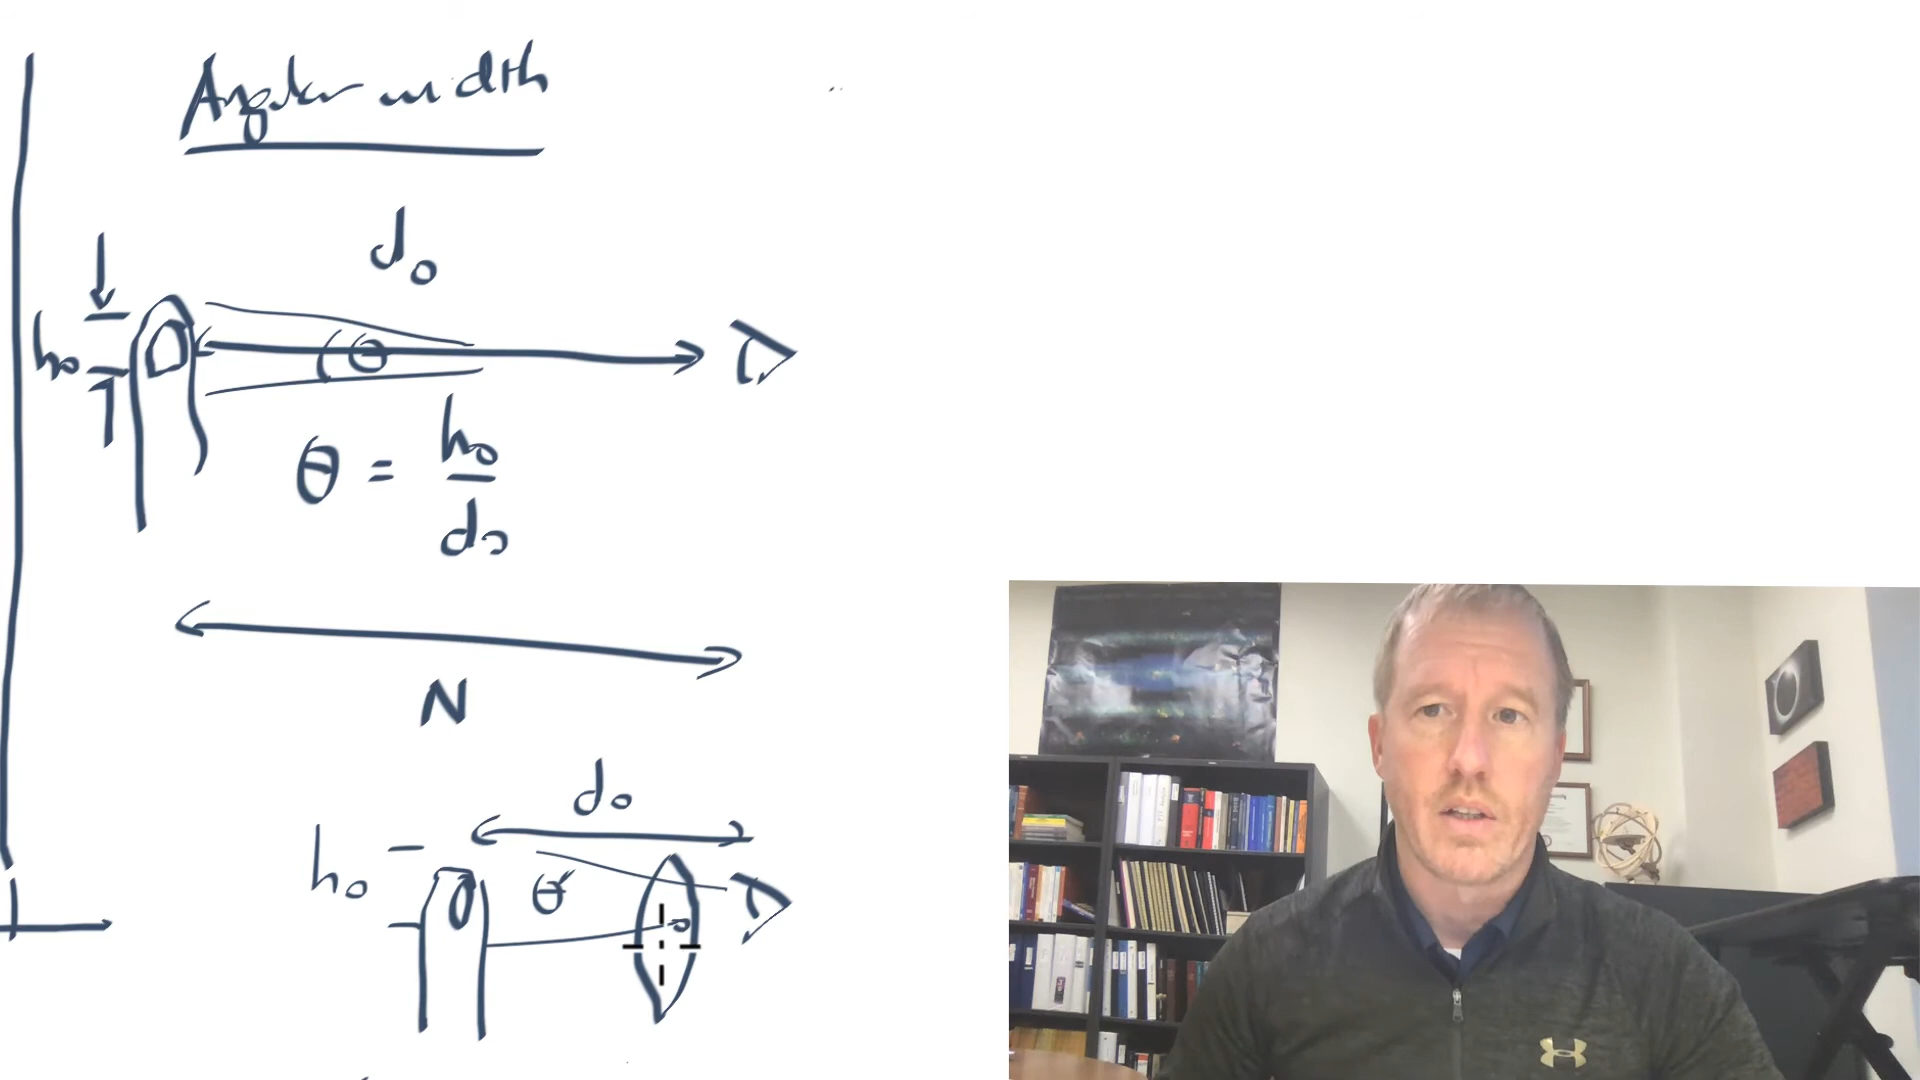 Angular width
d₀
h₀
θ
θ = h₀ / d₀
N
d₀
h₀
θ'